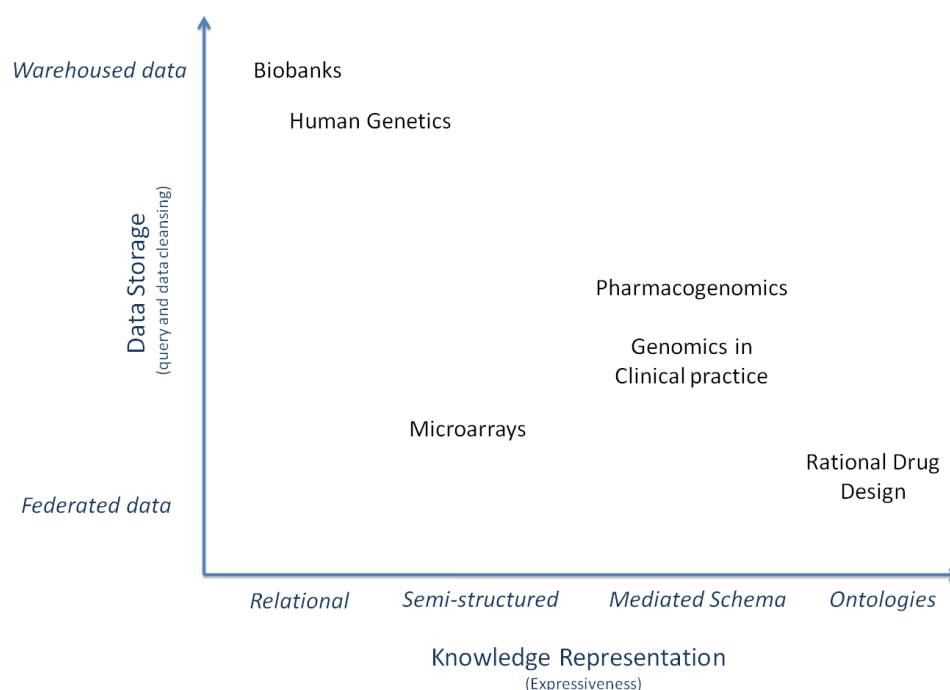 Warehoused data
Biobanks
Human Genetics
Data Storage
(query and data cleansing)
Pharmacogenomics
Genomics in
Clinical practice
Microarrays
Rational Drug
Design
Federated data
Relational
Semi-structured
Mediated Schema
Ontologies
Knowledge Representation
(Expressiveness)